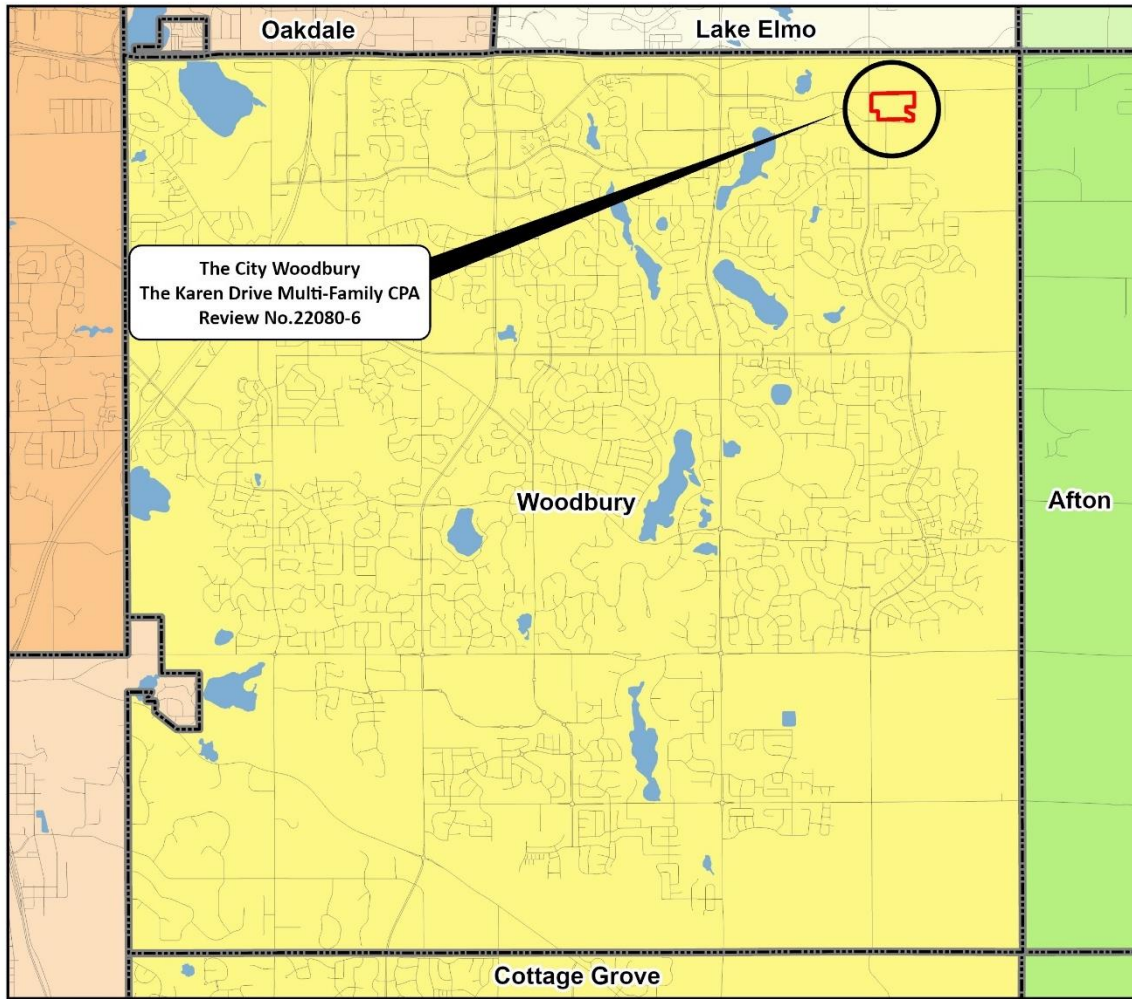 Oakdale
Lake Elmo
The City Woodbury
The Karen Drive Multi-Family CPA
Review No.22080-6
Woodbury
Afton
Cottage Grove